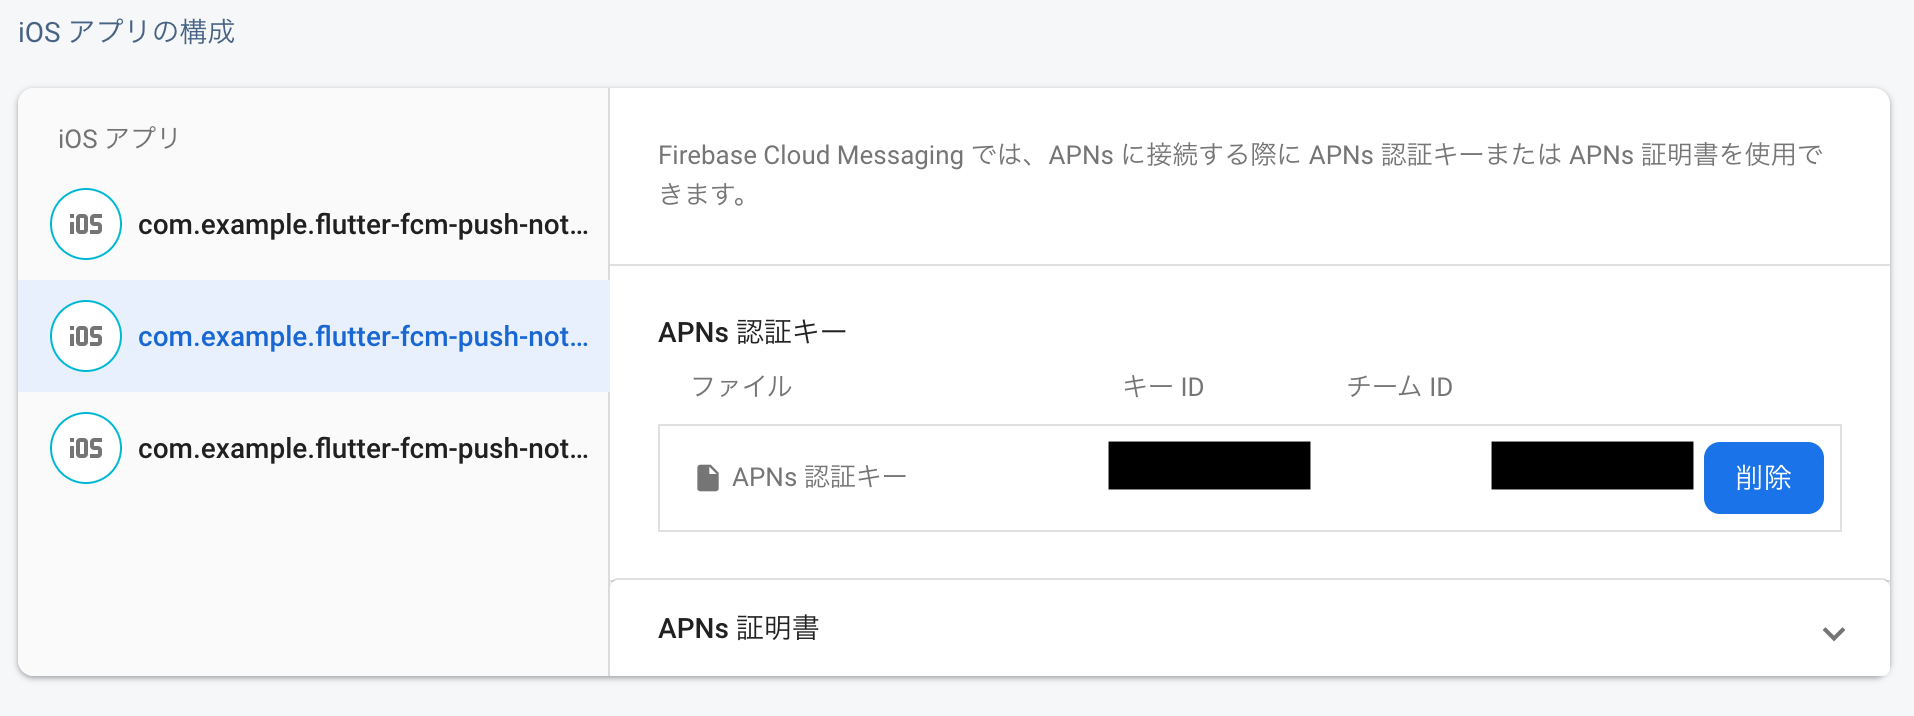 iOS アプリの構成
iOS アプリ
iOS com.example.flutter-fcm-push-not...
iOS com.example.flutter-fcm-push-not...
iOS com.example.flutter-fcm-push-not...
Firebase Cloud Messaging では、APNs に接続する際に APNs 認証キーまたは APNs 証明書を使用で
きます。
APNs 認証キー
ファイル キー ID チーム ID
APNs 認証キー 削除
APNs 証明書